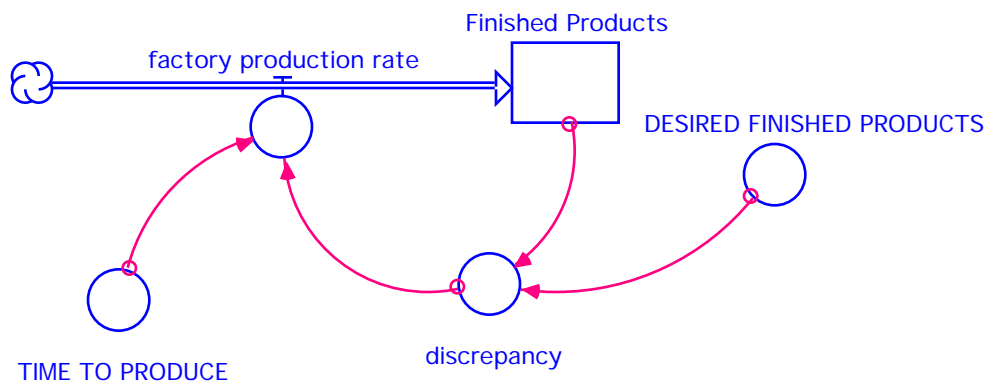 Finished Products
factory production rate
DESIRED FINISHED PRODUCTS
discrepancy
TIME TO PRODUCE